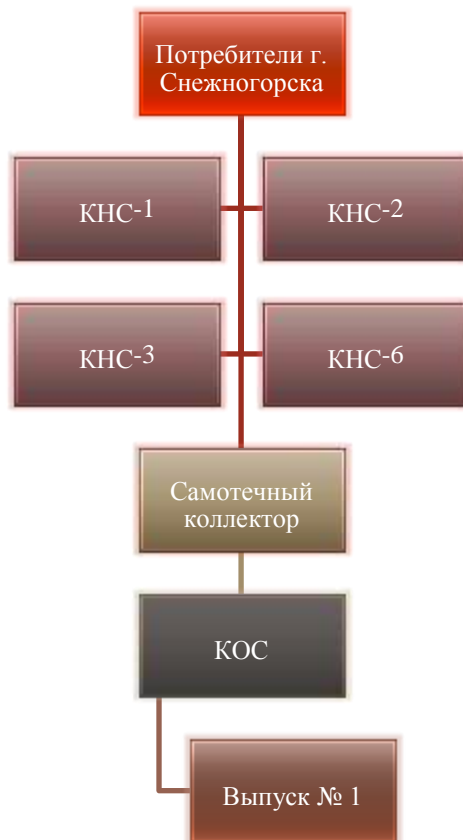 Потребители г.
Снежногорска
КНС-1
КНС-2
КНС-3
КНС-6
Самотечный
коллектор
КОС
Выпуск № 1